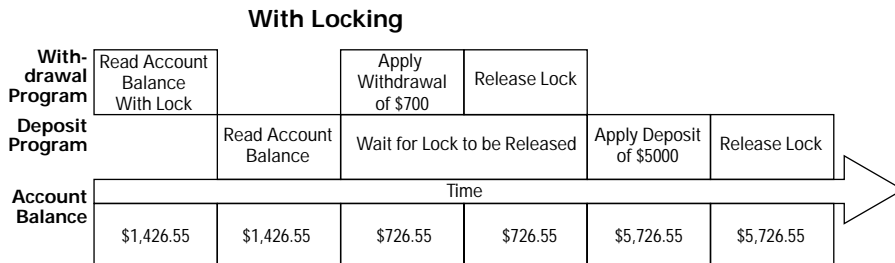 With Locking
With-
drawal
Program
Read Account
Balance
With Lock
Apply
Withdrawal
of $700
Release Lock
Deposit
Program
Read Account
Balance
Wait for Lock to be Released
Apply Deposit
of $5000
Release Lock
Time
Account
Balance
$1,426.55
$1,426.55
$726.55
$726.55
$5,726.55
$5,726.55